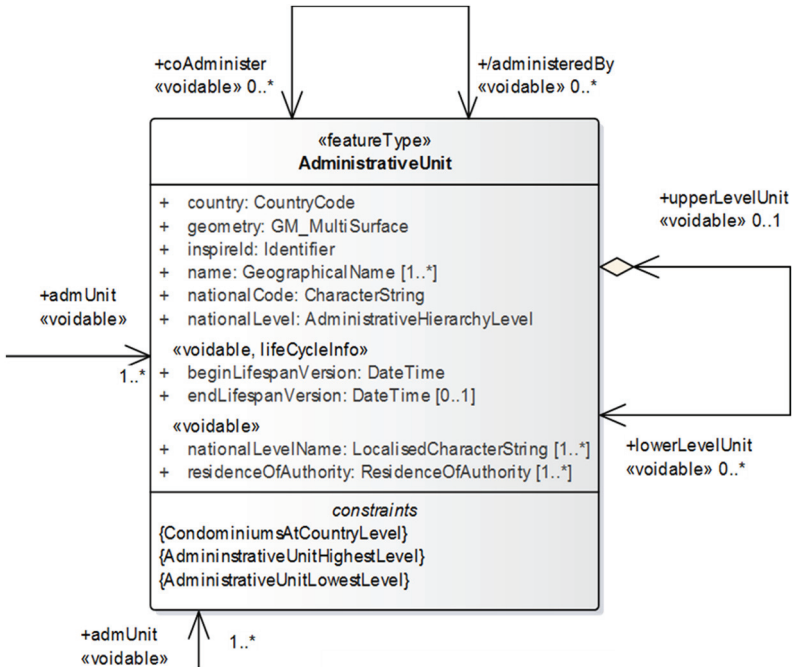 +coAdminister
«voidable» 0..*
+/administeredBy
«voidable» 0..*
«featureType»
AdministrativeUnit
+ country: CountryCode
+ geometry: GM_MultiSurface
+ inspireId: Identifier
+ name: GeographicalName [1..*]
+ nationalCode: CharacterString
+ nationalLevel: AdministrativeHierarchyLevel
«voidable, lifeCycleInfo»
+ beginLifespanVersion: DateTime
+ endLifespanVersion: DateTime [0..1]
«voidable»
+ nationalLevelName: LocalisedCharacterString [1..*]
+ residenceOfAuthority: ResidenceOfAuthority [1..*]
constraints
{CondominiumsAtCountryLevel}
{AdmininstrativeUnitHighestLevel}
{AdministrativeUnitLowestLevel}
+upperLevelUnit
«voidable» 0..1
+lowerLevelUnit
«voidable» 0..*
+admUnit
«voidable»
1..*
+admUnit
«voidable»
1..*